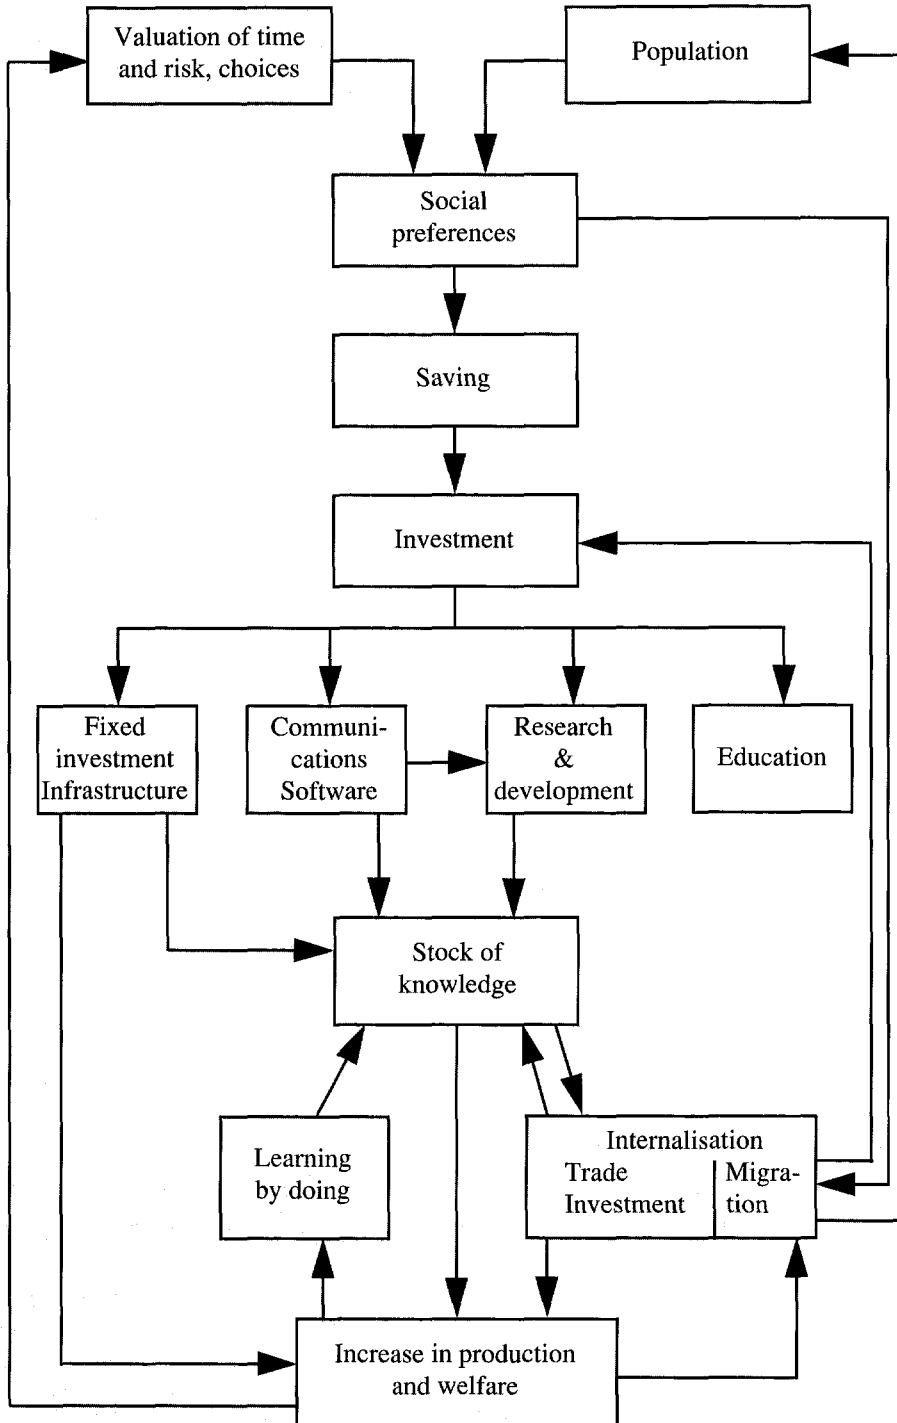 Valuation of time
and risk, choices
Population
Social
preferences
Saving
Investment
Fixed
investment
Infrastructure
Communi-
cations
Software
Research
&
development
Education
Stock of
knowledge
Learning
by doing
Internalisation
Trade
Investment
Migra-
tion
Increase in production
and welfare